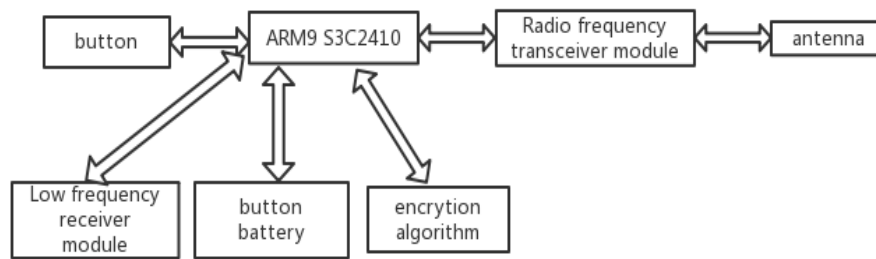 button
ARM9 S3C2410
Radio frequency
transceiver module
antenna
Low frequency
receiver
module
button
battery
encrytion
algorithm